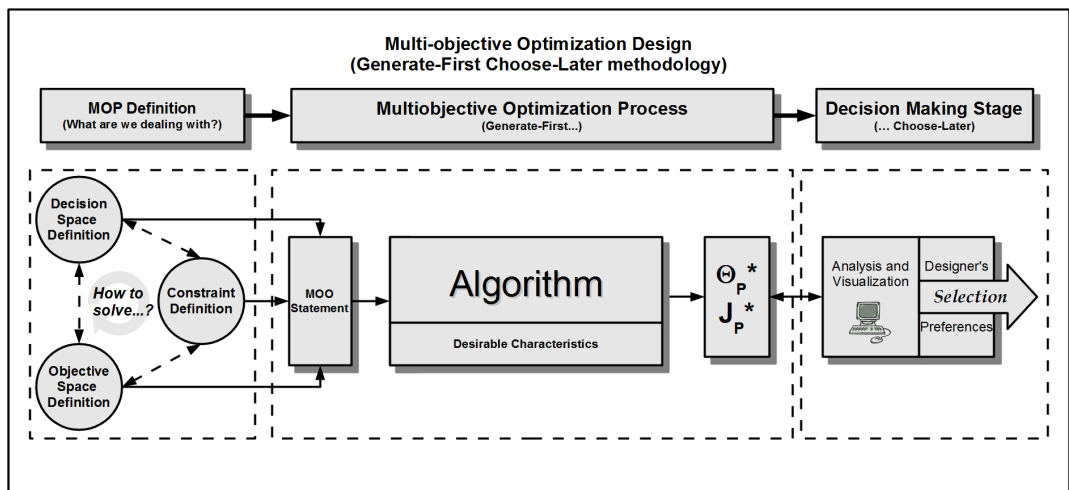 Multi-objective Optimization Design
(Generate-First Choose-Later methodology)
MOP Definition
(What are we dealing with?)
Multiobjective Optimization Process
(Generate-First...)
Decision Making Stage
(... Choose-Later)
Decision
Space
Definition
How to
solve...?
Constraint
Definition
Objective
Space
Definition
MOO
Statement
Algorithm
Desirable Characteristics
ΘP*
JP*
Analysis and
Visualization
Designer's
Selection
Preferences